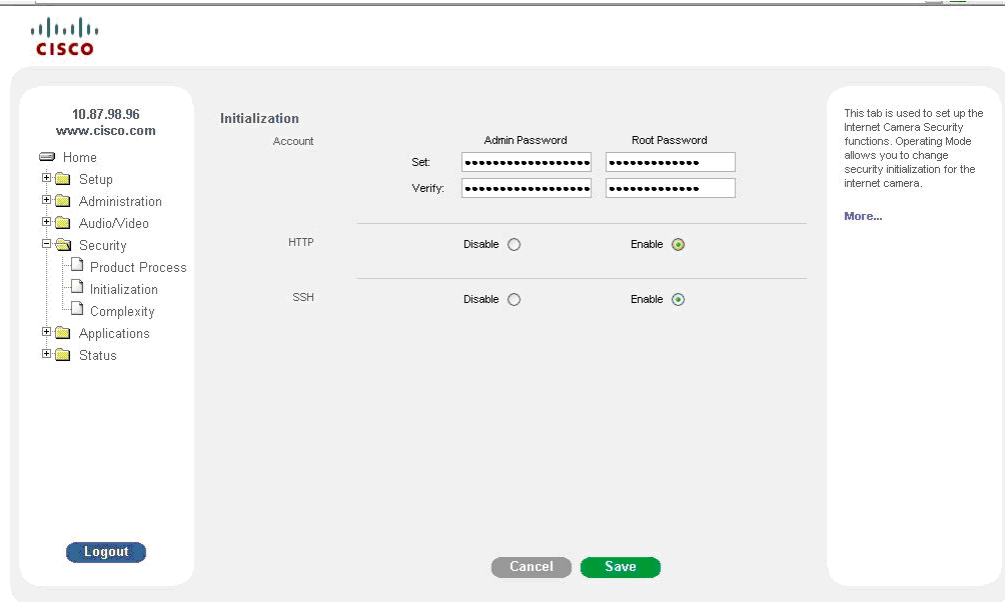 CISCO
10.87.98.96
www.cisco.com
Home
Setup
Administration
Audio/Video
Security
Product Process
Initialization
Complexity
Applications
Status
Logout
Initialization
Account
Admin Password Root Password
Set: •••••••••••••••••• •••••••••••••
Verify: •••••••••••••••••• •••••••••••••
HTTP Disable Enable
SSH Disable Enable
Cancel Save
This tab is used to set up the
Internet Camera Security
functions. Operating Mode
allows you to change
security initialization for the
internet camera.
More...